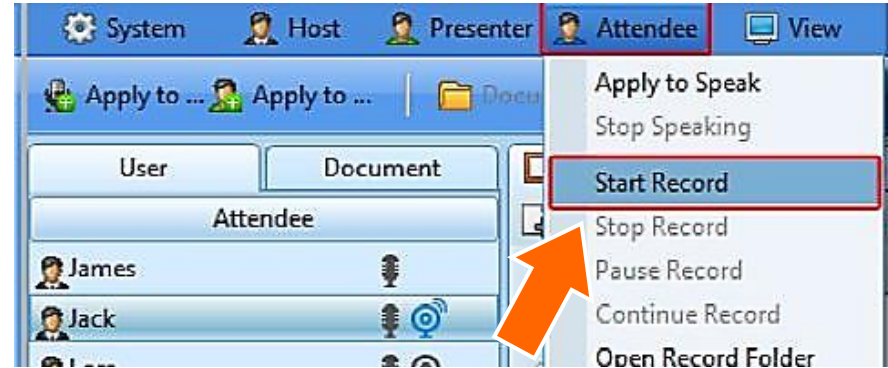 System Host Presenter Attendee View
Apply to ... Apply to ...
User Document
Attendee
James
Jack
Apply to Speak
Stop Speaking
Start Record
Stop Record
Pause Record
Continue Record
Open Record Folder